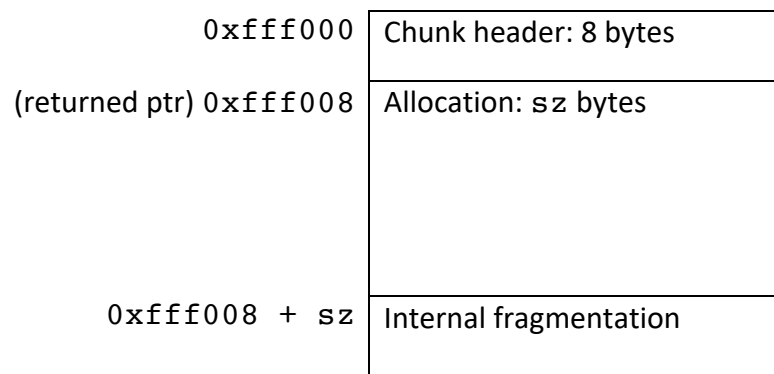 0xfff000 Chunk header: 8 bytes
(returned ptr) 0xfff008 Allocation: sz bytes
0xfff008 + sz Internal fragmentation